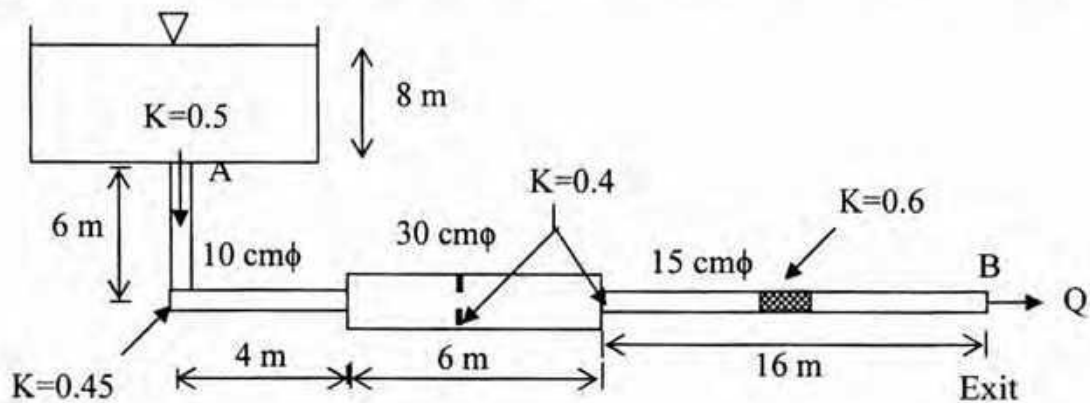 8 m
K=0.5
A
6 m
K=0.4
K=0.6
10 cmϕ
30 cmϕ
15 cmϕ
B
Q
4 m
6 m
16 m
K=0.45
Exit